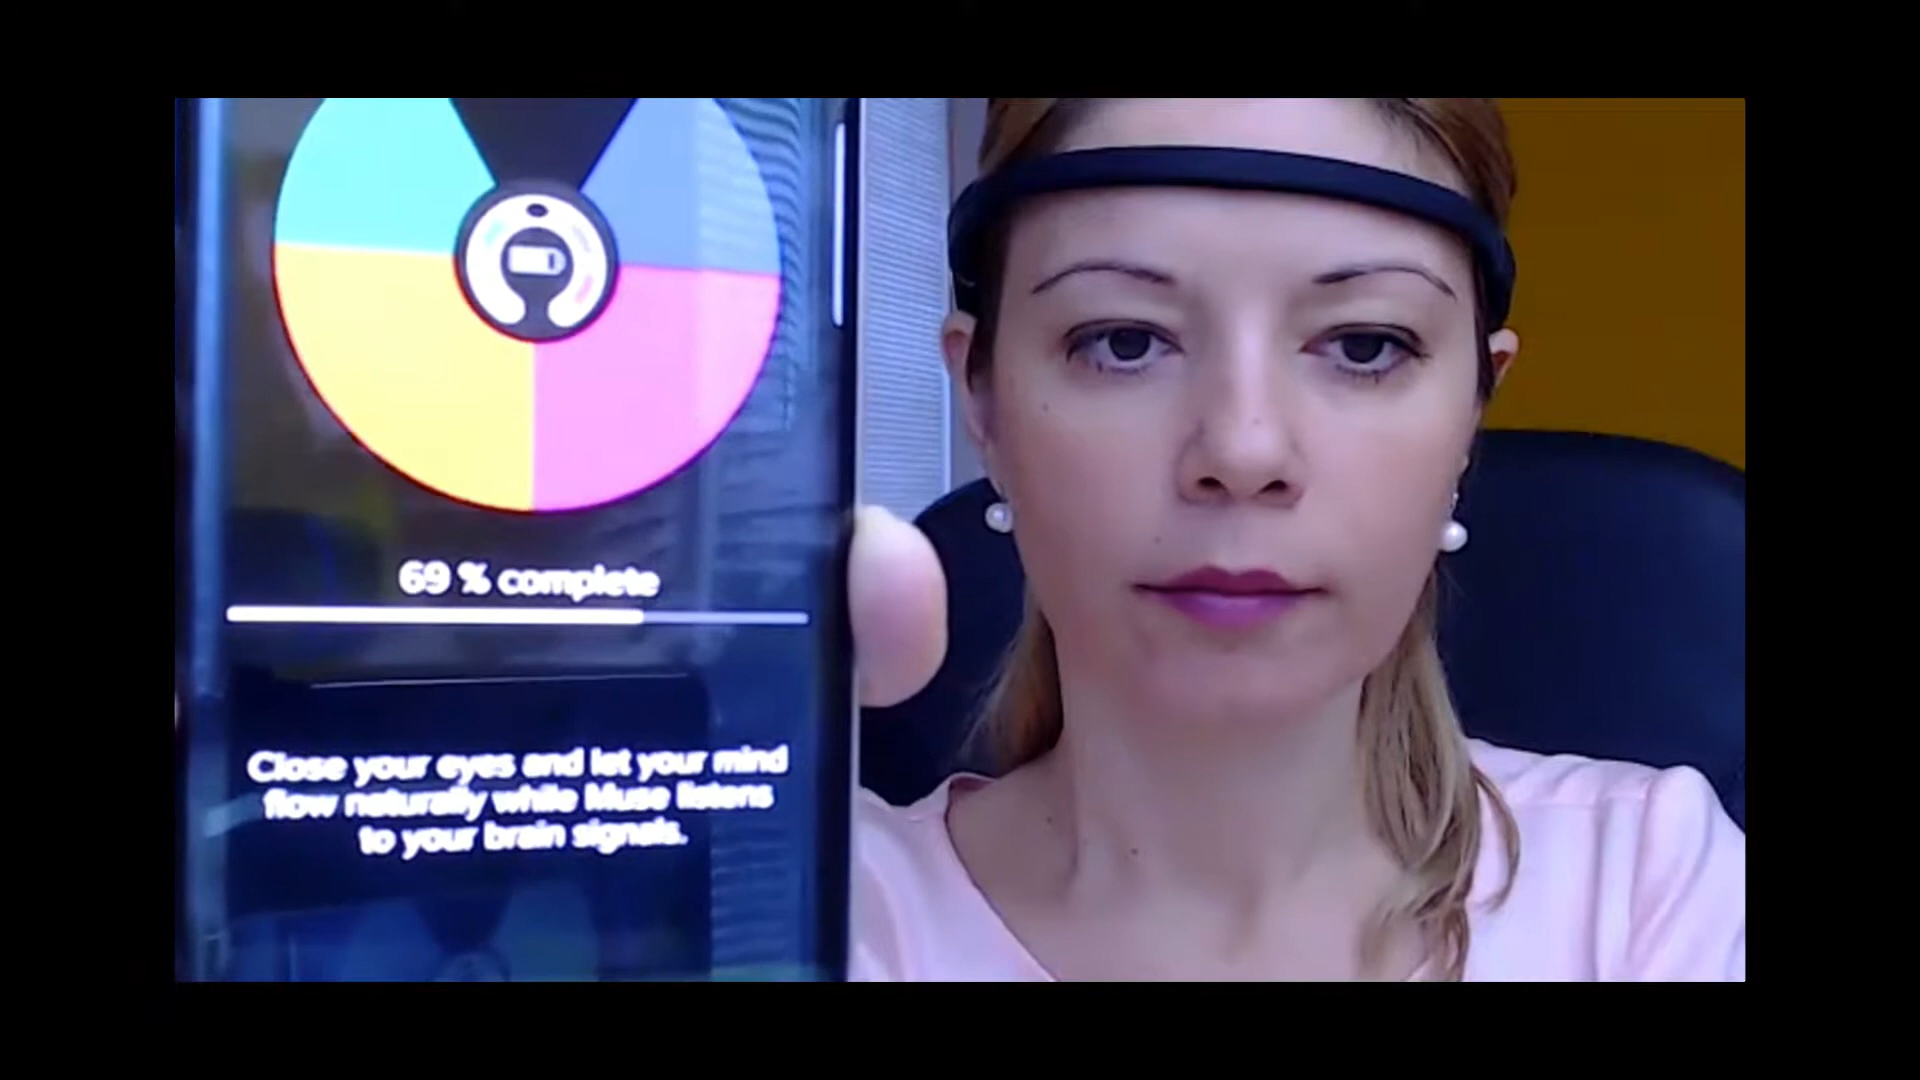 69 % complete
Close your eyes and let your mind
flow naturally while Muse listens
to your brain signals.